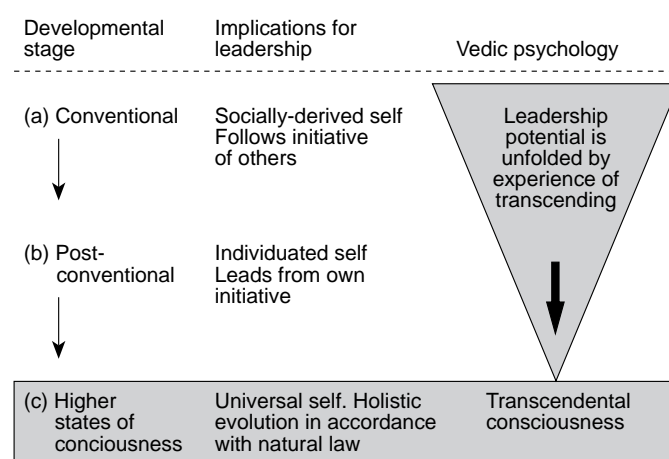 Developmental stage
Implications for leadership
Vedic psychology
(a) Conventional
Socially-derived self
Follows initiative
of others
Leadership
potential is
unfolded by
experience of
transcending
(b) Post-
conventional
Individuated self
Leads from own
initiative
(c) Higher
states of
conciousness
Universal self. Holistic
evolution in accordance
with natural law
Transcendental
consciousness